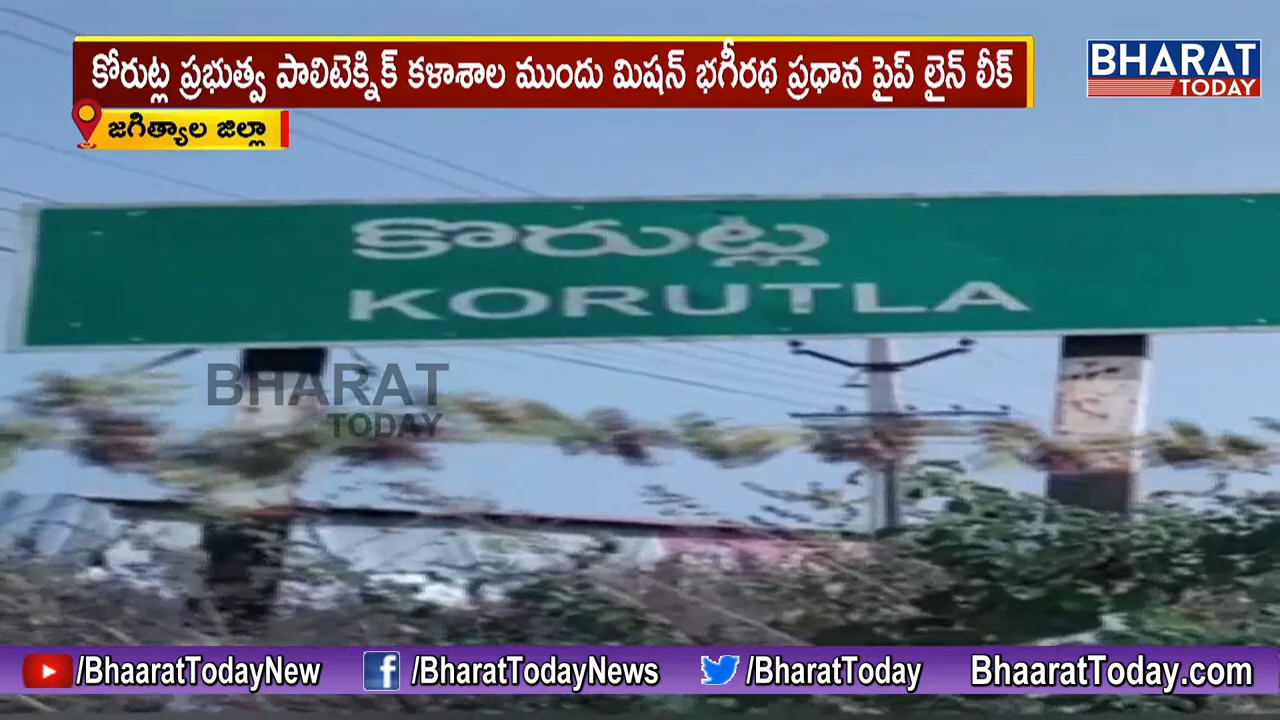 కోరుట్ల ప్రభుత్వ పాలిటెక్నిక్ కళాశాల ముందు మిషన్ భగీరథ ప్రధాన పైప్ లైన్ లీక్
BHARAT
TODAY
జగిత్యాల జిల్లా
కొరుట్ల
KORUTLA
BHARAT
TODAY
/BhaaratTodayNew
/BharatTodayNews
/BharatToday
BhaaratToday.com